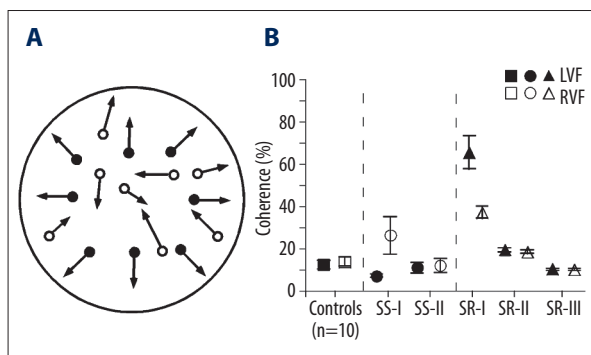 A
B
100
80
60
40
20
0
Coherence (%)
LVF
RVF
Controls
(n=10)
SS-I
SS-II
SR-I
SR-II
SR-III